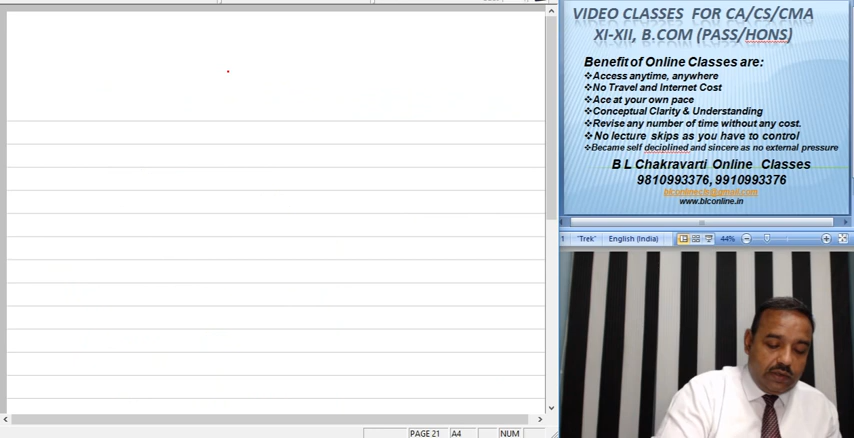 VIDEO CLASSES FOR CA/CS/CMA
XI-XII, B.COM (PASS/HONS)
Benefit of Online Classes are:
❖Access anytime, anywhere
❖No Travel and Internet Cost
❖Ace at your own pace
❖Conceptual Clarity & Understanding
❖Revise any number of time without any cost.
❖No lecture skips as you have to control
❖Became self deciplined and sincere as no external pressure
B L Chakravarti Online Classes
9810993376, 9910993376
www.blconline.in
1 "Trek" English (India) 44%
PAGE 21 A4 NUM